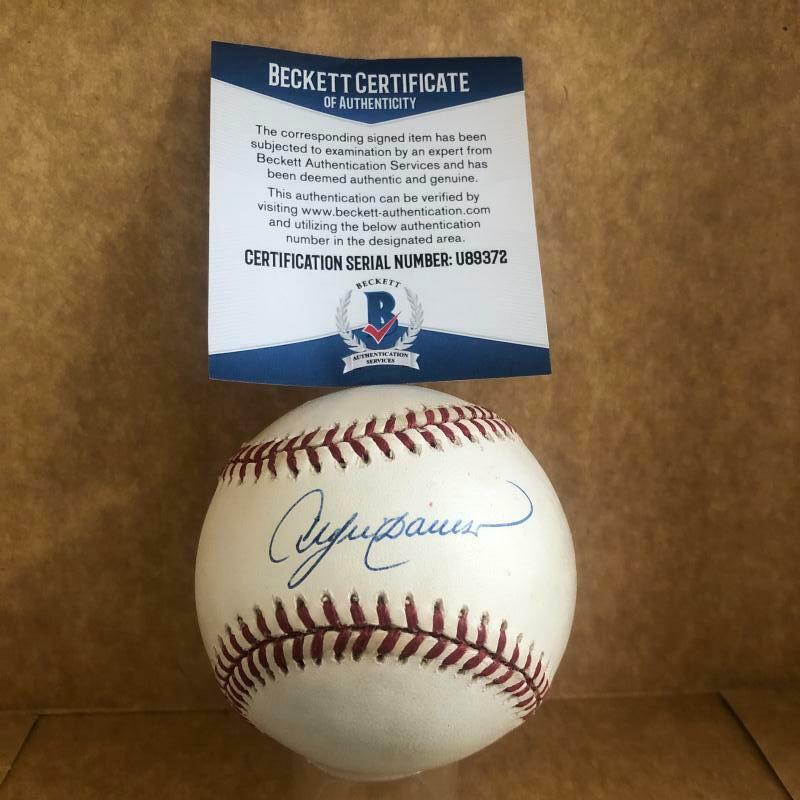 BECKETT CERTIFICATE
OF AUTHENTICITY
The corresponding signed item has been
subjected to examination by an expert from
Beckett Authentication Services and has
been deemed authentic and genuine.
This authentication can be verified by
visiting www.beckett-authentication.com
and utilizing the below authentication
number in the designated area.
CERTIFICATION SERIAL NUMBER: U89372
BECKETT
B
AUTHENTICATION
SERVICES